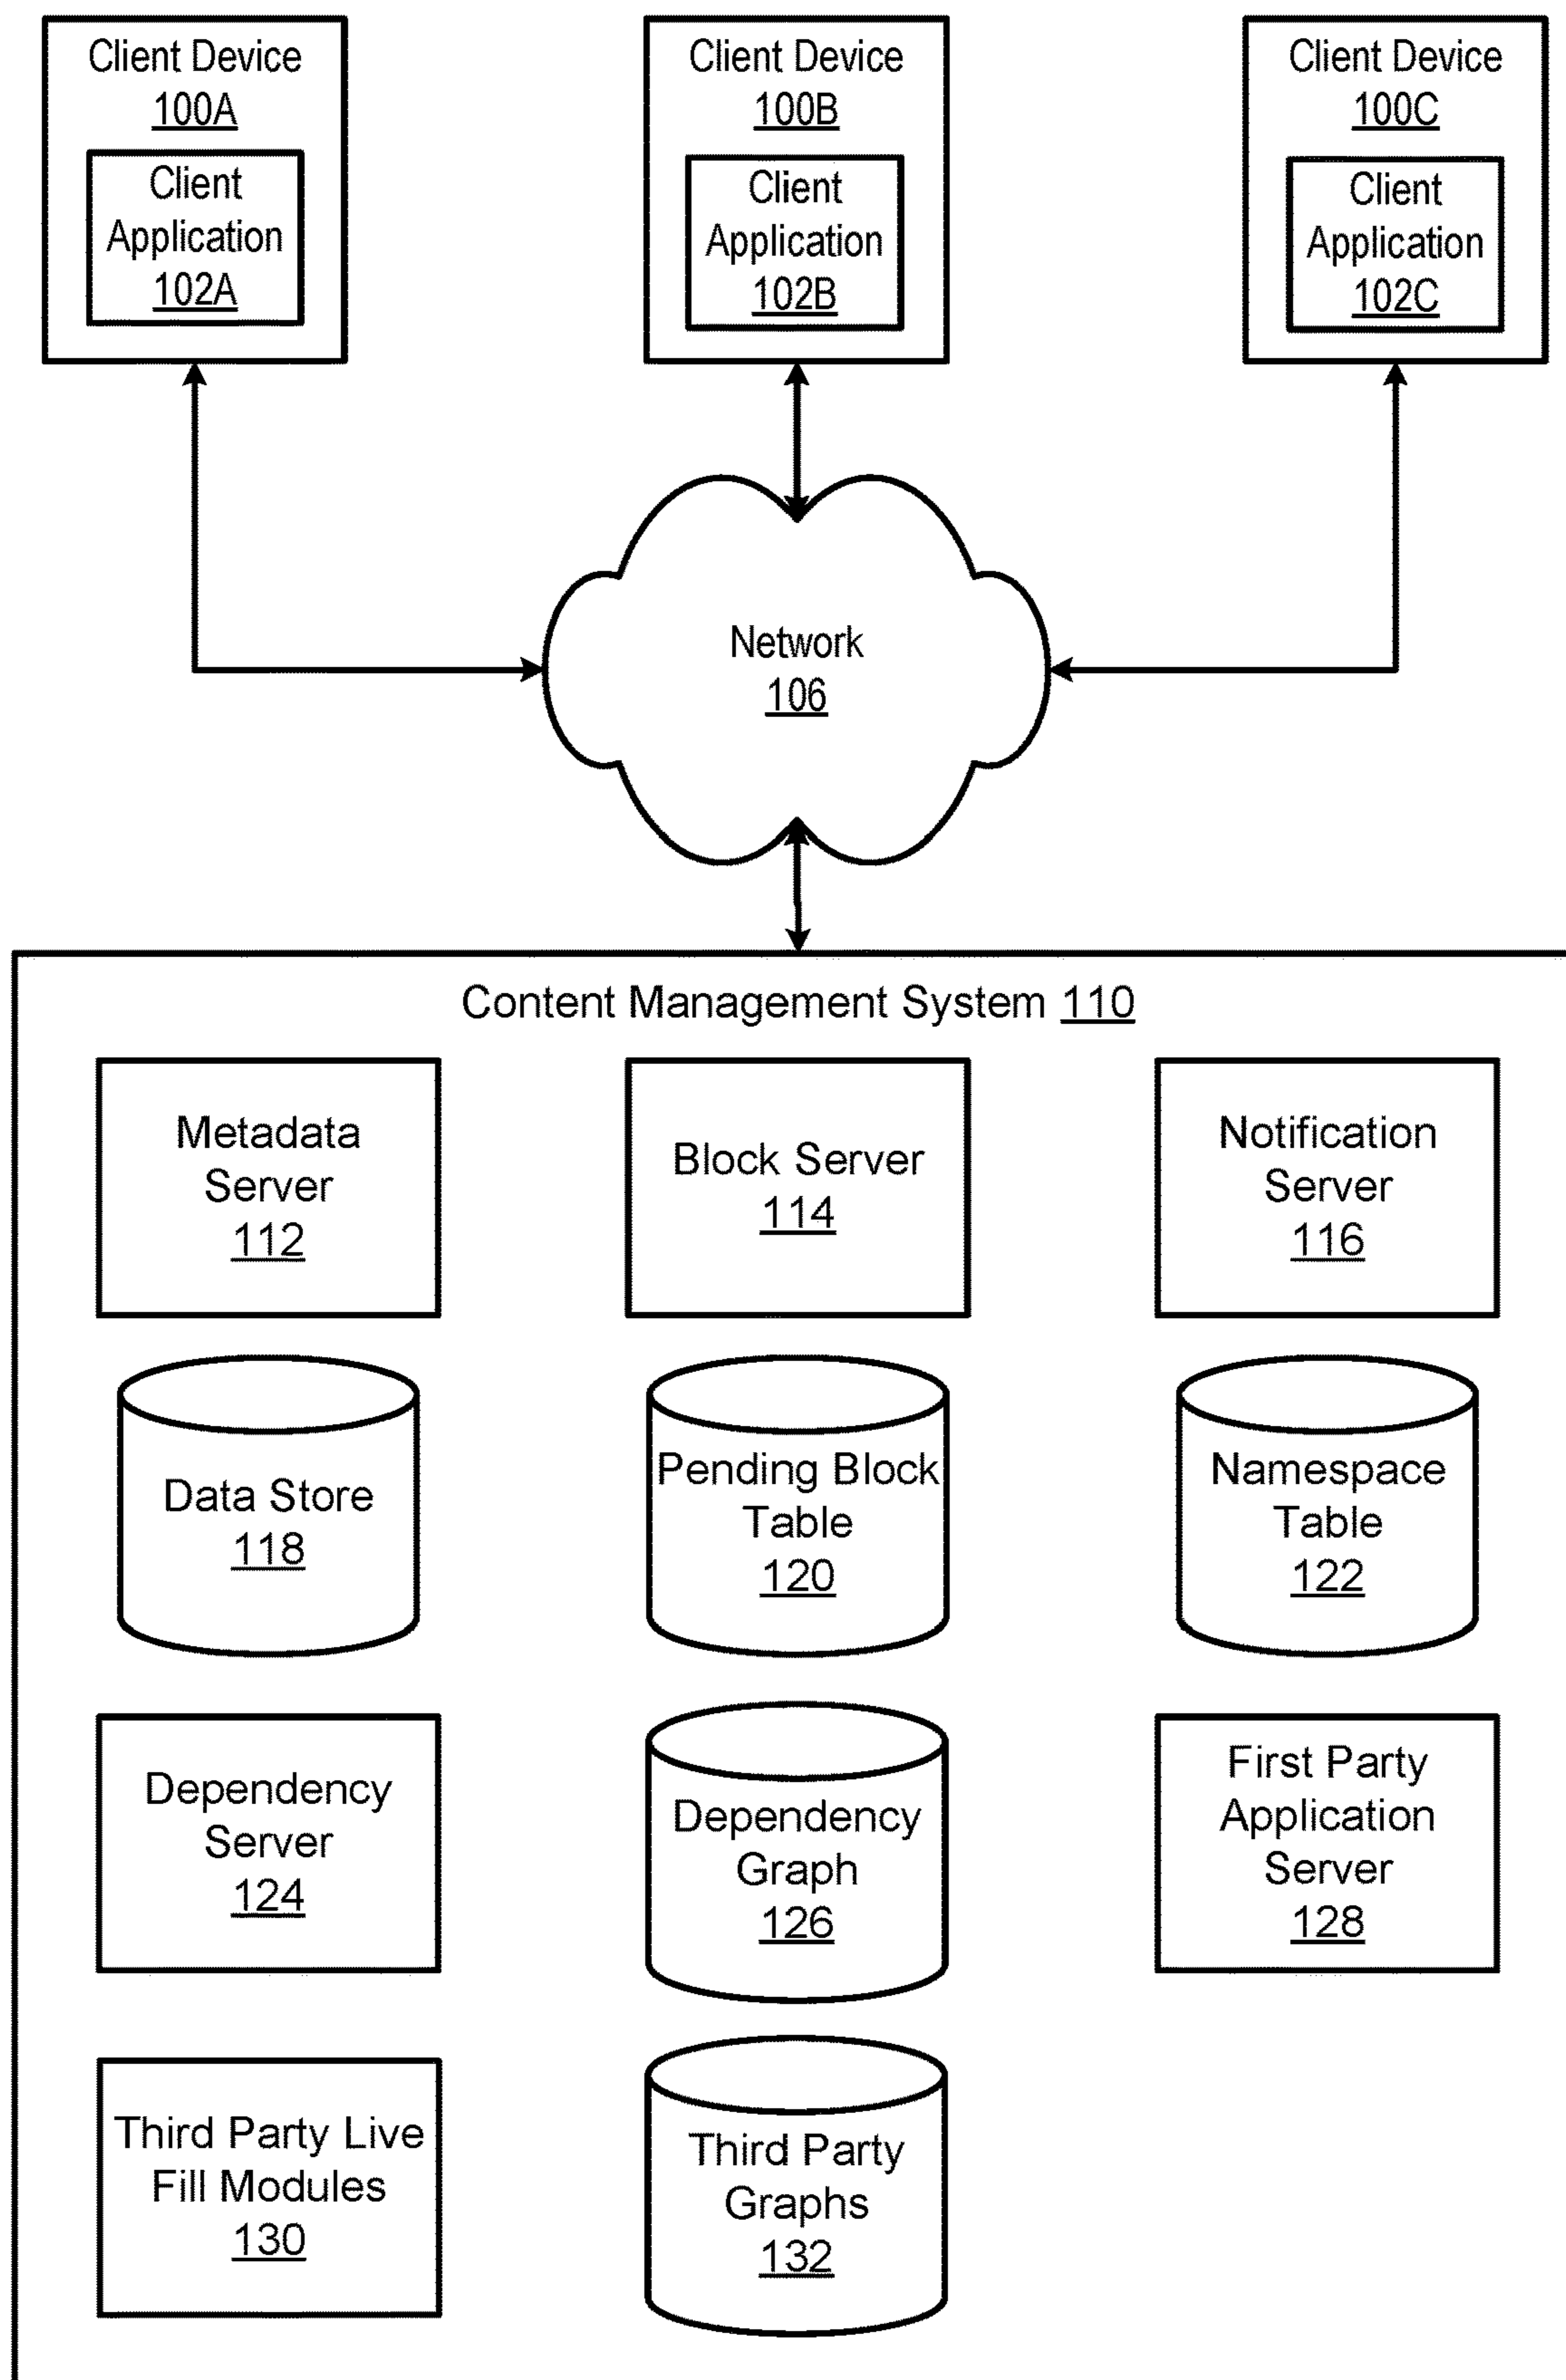 Client Device
100A
Client
Application
102A
Client Device
100B
Client
Application
102B
Client Device
100C
Client
Application
102C
Network
106
Content Management System 110
Metadata
Server
112
Block Server
114
Notification
Server
116
Data Store
118
Pending Block
Table
120
Namespace
Table
122
Dependency
Server
124
Dependency
Graph
126
First Party
Application
Server
128
Third Party Live
Fill Modules
130
Third Party
Graphs
132